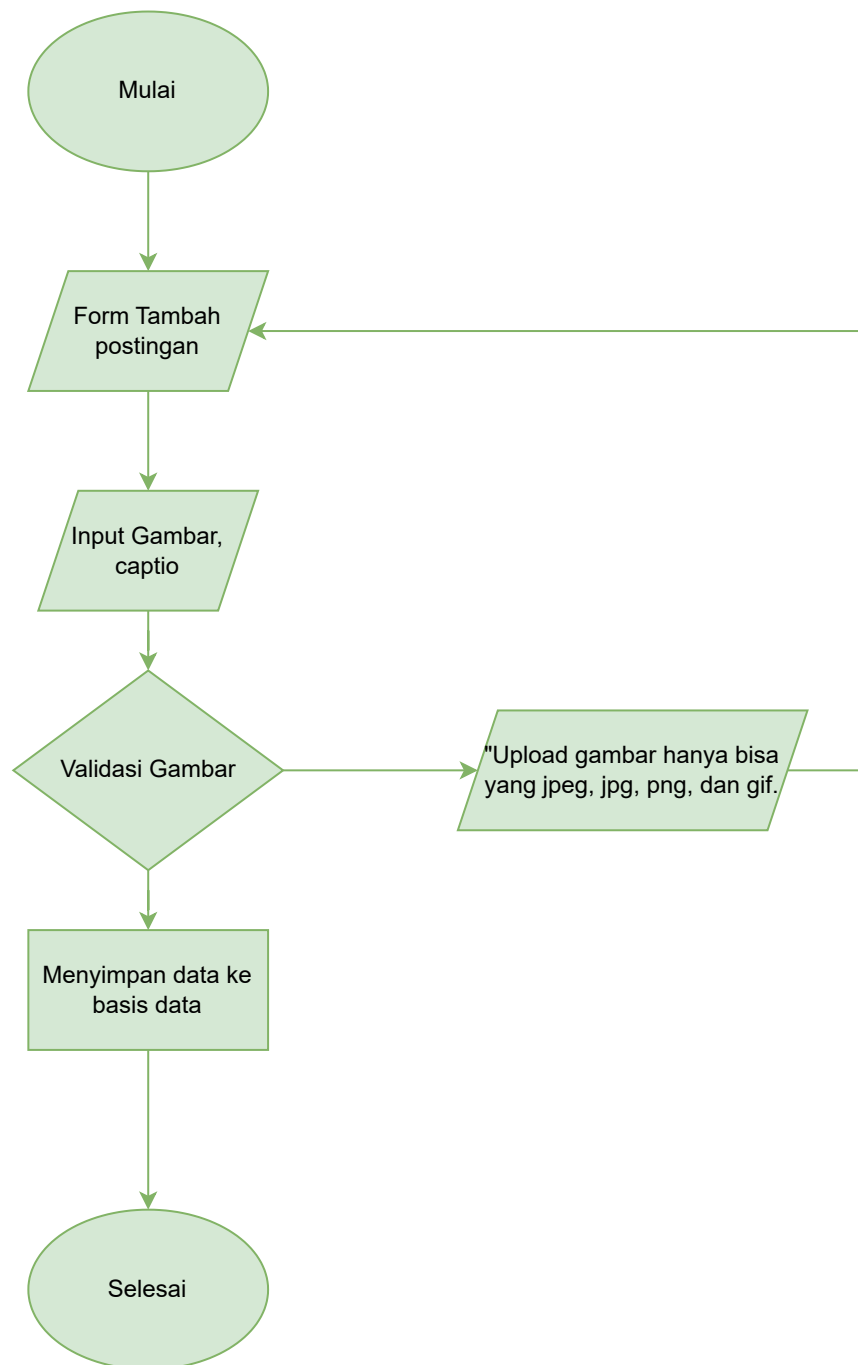 Mulai
Form Tambah
postingan
Input Gambar,
captio
Validasi Gambar
"Upload gambar hanya bisa
yang jpeg, jpg, png, dan gif.
Menyimpan data ke
basis data
Selesai